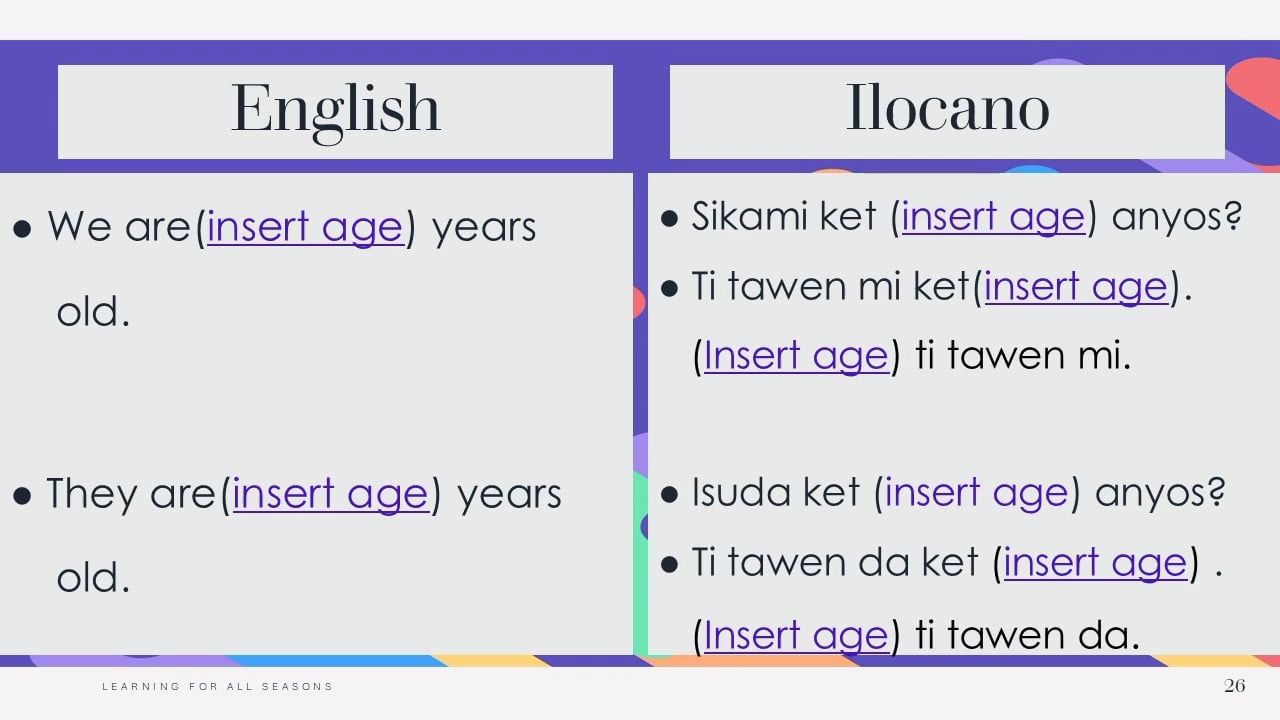 English
● We are(insert age) years
old.
● They are(insert age) years
old.
Ilocano
● Sikami ket (insert age) anyos?
● Ti tawen mi ket(insert age).
(Insert age) ti tawen mi.
● Isuda ket (insert age) anyos?
● Ti tawen da ket (insert age) .
(Insert age) ti tawen da.
LEARNING FOR ALL SEASONS
26